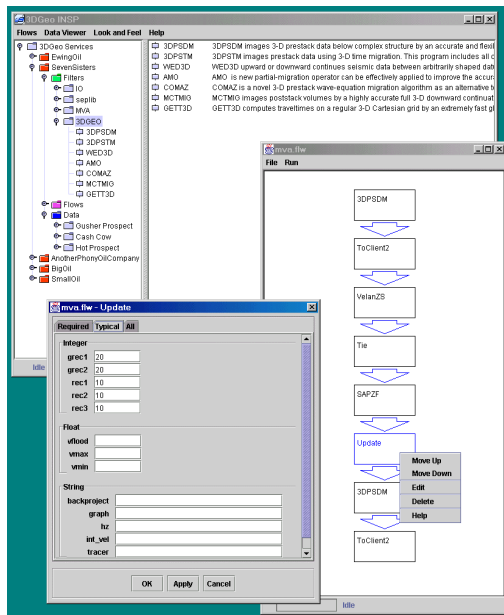 3DGeo INSP
Flows Data Viewer Look and Feel Help
3DGeo Services
EwingOil
SevenSisters
Filters
IO
seplib
MVA
3DGEO
3DPSDM
3DPSTM
WED3D
AMO
COMAZ
MCTMIG
GETT3D
Flows
Data
Gusher Prospect
Cash Cow
Hot Prospect
AnotherPhonyOilCompany
BigOil
SmallOil
Idle
3DPSDM 3DPSDM images 3-D prestack data below complex structure by an accurate and flexi
3DPSTM 3DPSTM images prestack data using 3-D time migration. This program includes all c
WED3D WED3D upward or downward continues seismic data between arbitrarily shaped dat
AMO AMO is new partial-migration operator can be effectively applied to improve the accur
COMAZ COMAZ is a novel 3-D prestack wave-equation migration algorithm as an alternative t
MCTMIG MCTMIG images poststack volumes by a highly accurate full 3-D downward continuat
GETT3D GETT3D computes traveltimes on a regular 3-D Cartesian grid by an extremely fast gl
mva.flw
File Run
3DPSDM
ToClient2
VelanZS
Tie
SAPZF
Update
3DPSDM
ToClient2
Move Up
Move Down
Edit
Delete
Help
Idle
mva.flw - Update
Required Typical All
Integer
grec1 20
grec2 20
rec1 10
rec2 10
rec3 10
Float
vflood
vmax
vmin
String
backproject
graph
hz
int_vel
tracer
OK Apply Cancel